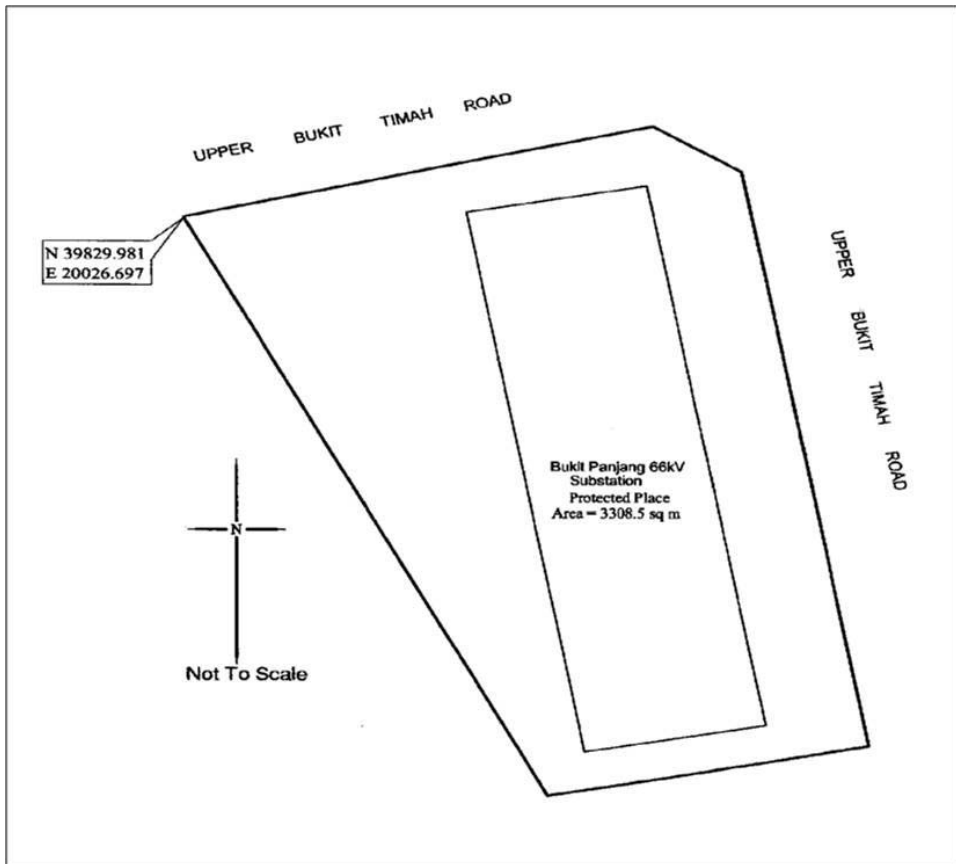 UPPER BUKIT TIMAH ROAD
N 39829.981
E 20026.697
UPPER BUKIT TIMAH ROAD
Bukit Panjang 66kV
Substation
Protected Place
Area = 3308.5 sq m
N
Not To Scale